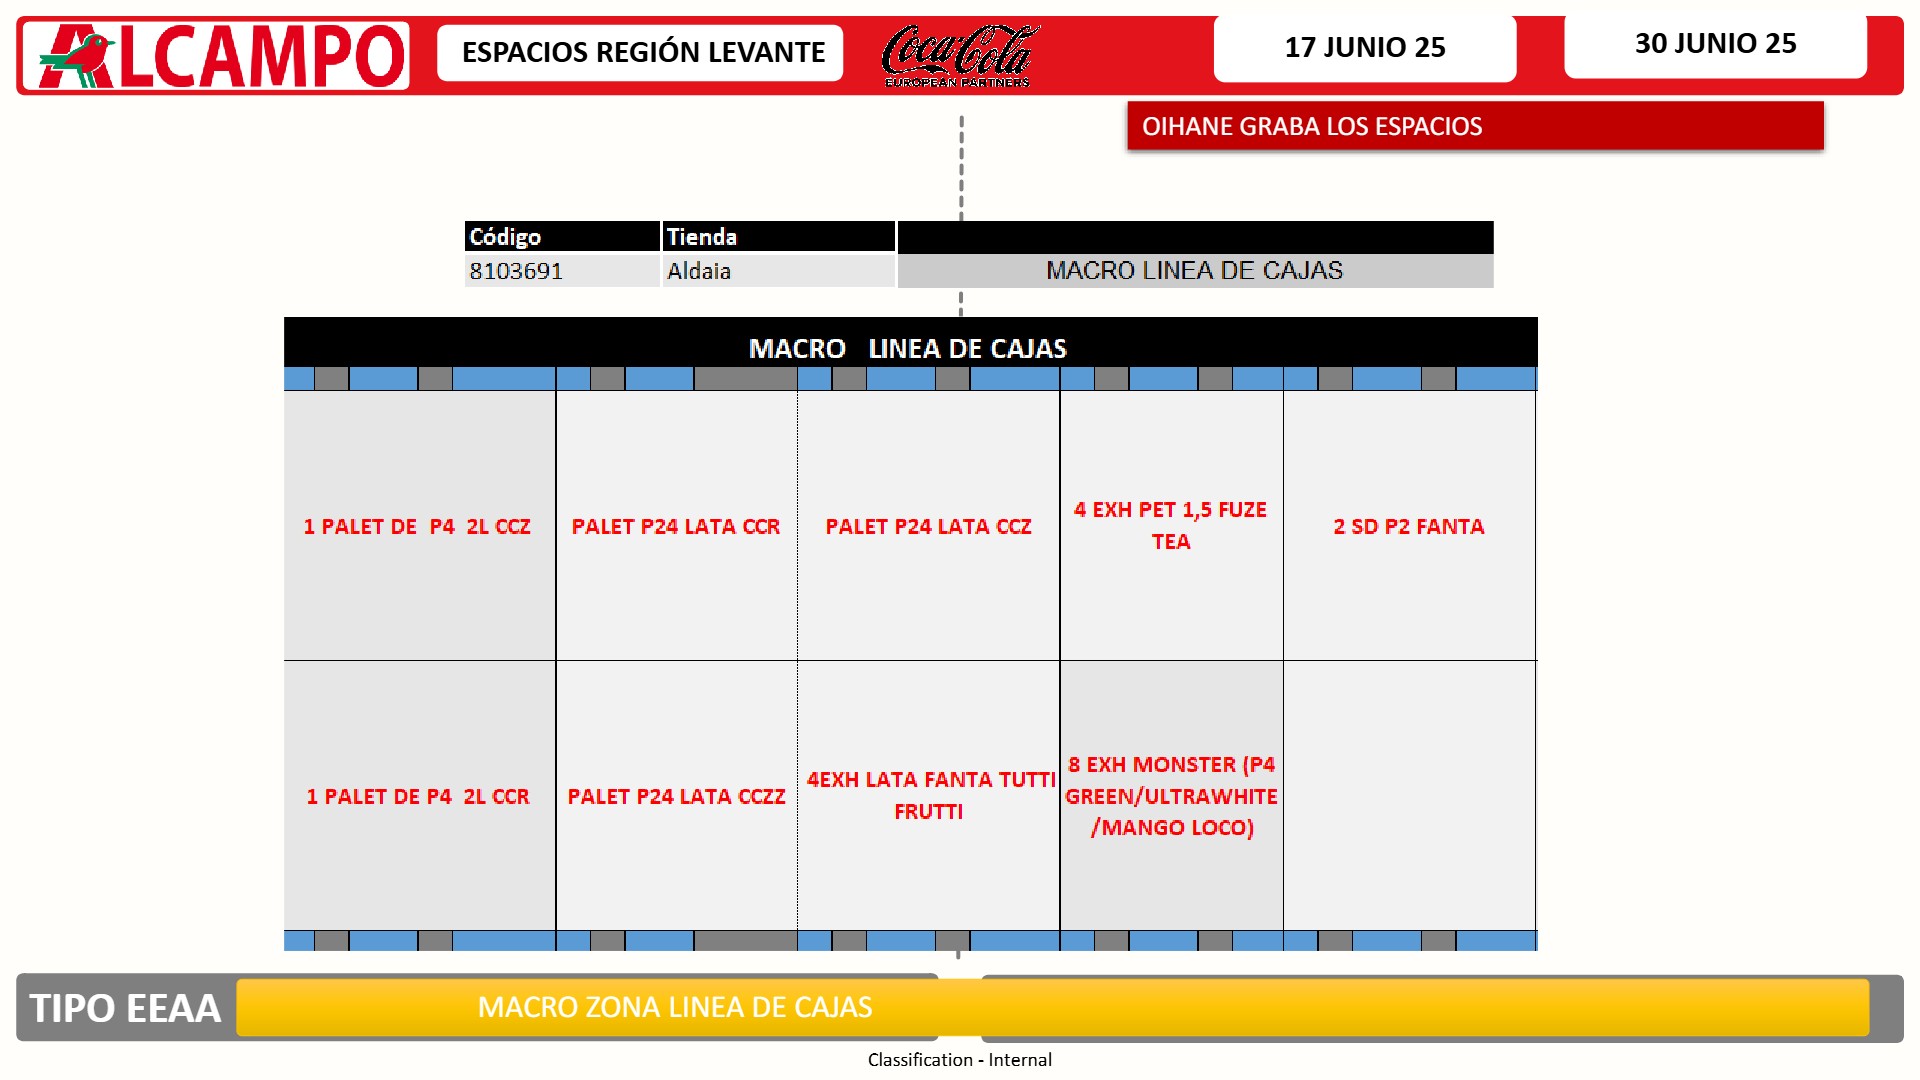 ALCAMPO
ESPACIOS REGIÓN LEVANTE
Coca-Cola
EUROPEAN PARTNERS
17 JUNIO 25
30 JUNIO 25
OIHANE GRABA LOS ESPACIOS
Código Tienda
8103691 Aldaia MACRO LINEA DE CAJAS
MACRO LINEA DE CAJAS
1 PALET DE P4 2L CCZ
PALET P24 LATA CCR
PALET P24 LATA CCZ
4 EXH PET 1,5 FUZE
TEA
2 SD P2 FANTA
1 PALET DE P4 2L CCR
PALET P24 LATA CCZZ
4EXH LATA FANTA TUTTI
FRUTTI
8 EXH MONSTER (P4
GREEN/ULTRAWHITE
/MANGO LOCO)
TIPO EEAA
MACRO ZONA LINEA DE CAJAS
Classification - Internal